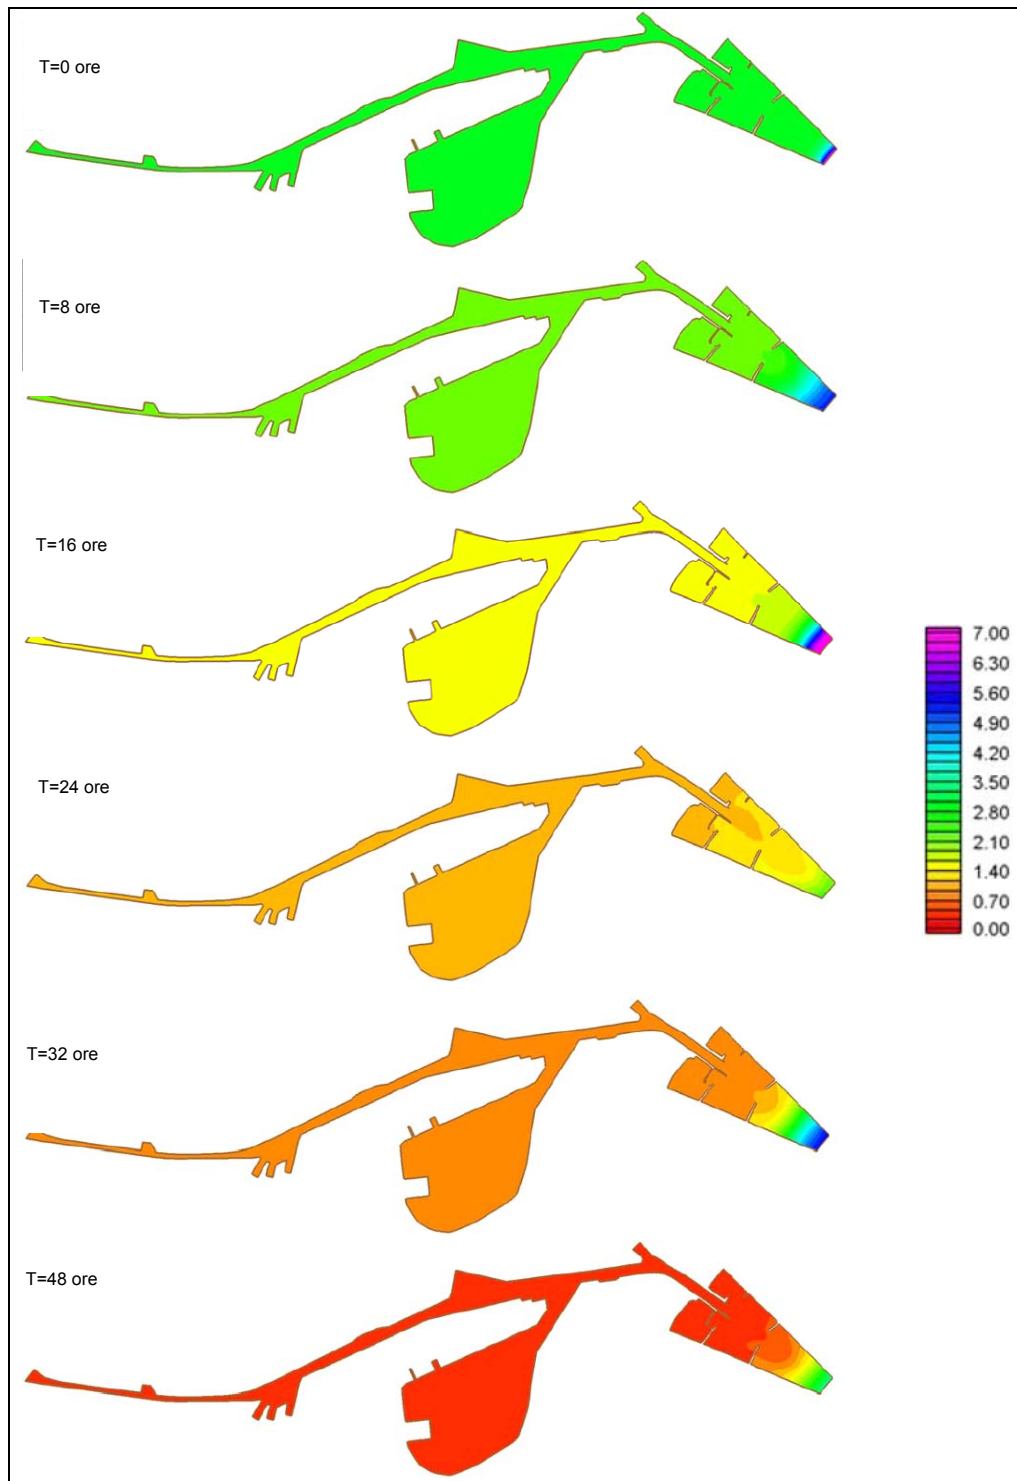 T=0 ore
T=8 ore
T=16 ore
T=24 ore
T=32 ore
T=48 ore
7.00
6.30
5.60
4.90
4.20
3.50
2.80
2.10
1.40
0.70
0.00